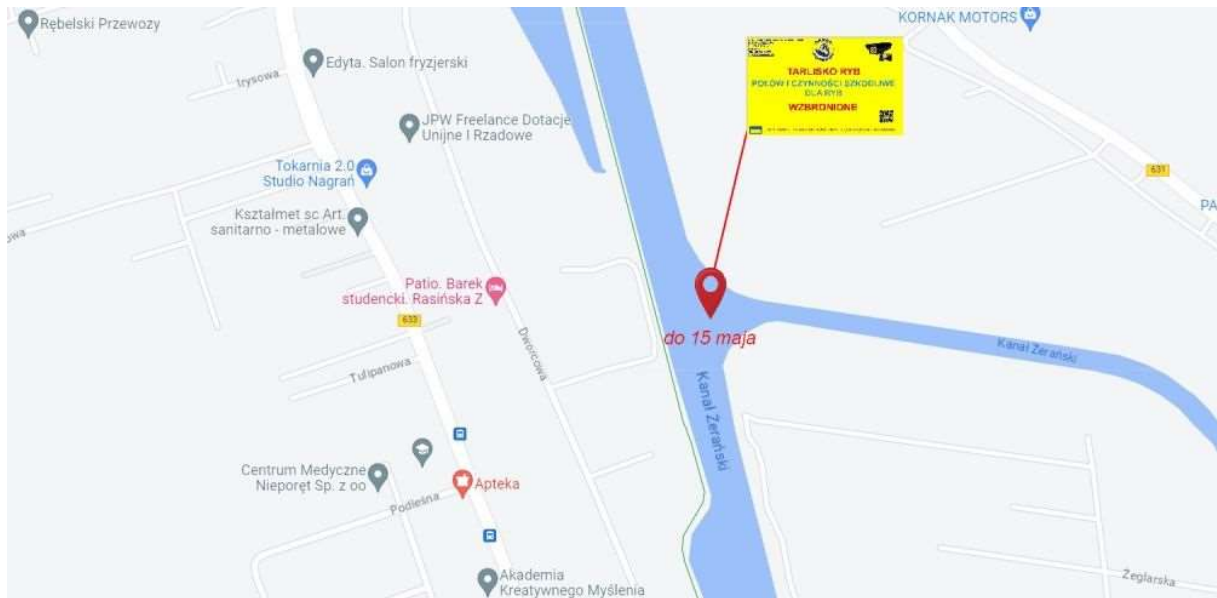 Rębelski Przewozy
KORNAK MOTORS
Edyta. Salon fryzjerski
Irysowa
TARLISKO RYB
POŁÓW I CZYNNOŚCI SZKODLIWE
DLA RYB
WZBRONIONE
JPW Freelance Dotacje
Unijne I Rządowe
Tokarnia 2.0
Studio Nagrań
631
PA
Kształmet sc Art.
sanitarno - metalowe
owa
Patio. Barek
studencki. Rasińska Z
633
Dworcowa
do 15 maja
Kanał Żerański
Tulipanowa
Kanał Żerański
Centrum Medyczne
Nieporęt Sp. z oo
Apteka
Podleśna
Akademia
Kreatywnego Myślenia
Żeglarska